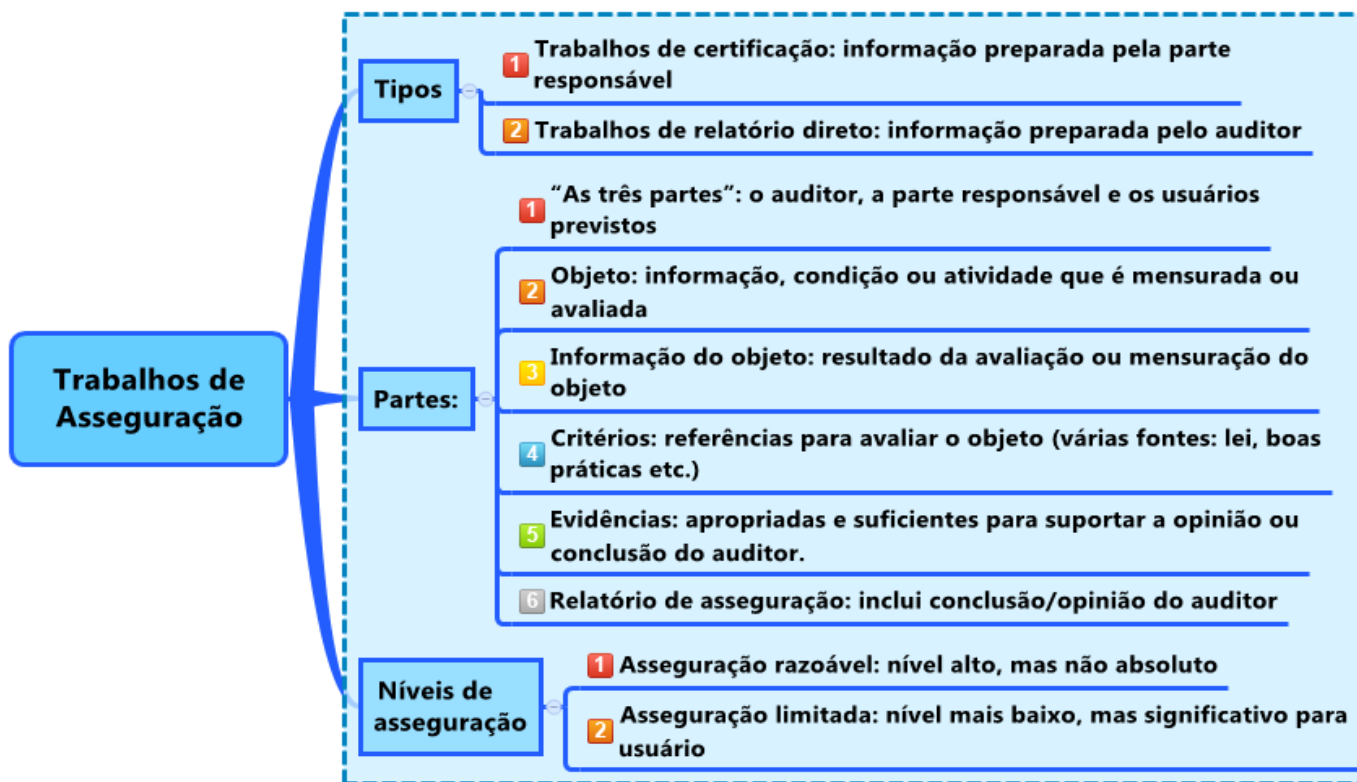 Trabalhos de
Asseguração
Tipos
1 Trabalhos de certificação: informação preparada pela parte
responsável
2 Trabalhos de relatório direto: informação preparada pelo auditor
Partes:
1 “As três partes”: o auditor, a parte responsável e os usuários
previstos
2 Objeto: informação, condição ou atividade que é mensurada ou
avaliada
3 Informação do objeto: resultado da avaliação ou mensuração do
objeto
4 Critérios: referências para avaliar o objeto (várias fontes: lei, boas
práticas etc.)
5 Evidências: apropriadas e suficientes para suportar a opinião ou
conclusão do auditor.
6 Relatório de asseguração: inclui conclusão/opinião do auditor
Níveis de
asseguração
1 Asseguração razoável: nível alto, mas não absoluto
2 Asseguração limitada: nível mais baixo, mas significativo para
usuário